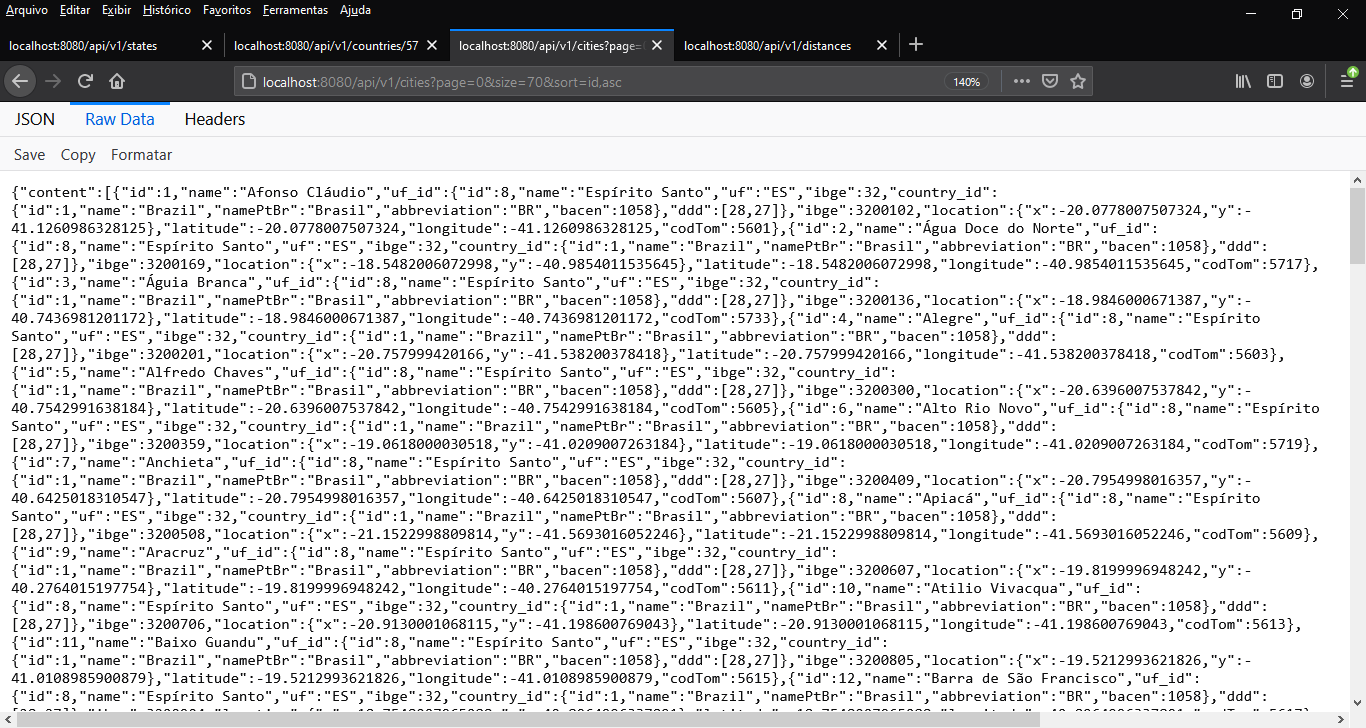 Arquivo Editar Exibir Histórico Favoritos Ferramentas Ajuda
localhost:8080/api/v1/states localhost:8080/api/v1/countries/57 localhost:8080/api/v1/cities?page= localhost:8080/api/v1/distances
localhost:8080/api/v1/cities?page=0&size=70&sort=id,asc 140%
JSON Raw Data Headers
Save Copy Formatar
{"content":[{"id":1,"name":"Afonso Cláudio","uf_id":{"id":8,"name":"Espírito Santo","uf":"ES","ibge":32,"country_id":
{"id":1,"name":"Brazil","namePtBr":"Brasil","abbreviation":"BR","bacen":1058},"ddd":[28,27]},"ibge":3200102,"location":{"x":-20.0778007507324,"y":-
41.1260986328125},"latitude":-20.0778007507324,"longitude":-41.1260986328125,"codTom":5601},{"id":2,"name":"Água Doce do Norte","uf_id":
{"id":8,"name":"Espírito Santo","uf":"ES","ibge":32,"country_id":{"id":1,"name":"Brazil","namePtBr":"Brasil","abbreviation":"BR","bacen":1058},"ddd":
[28,27]},"ibge":3200169,"location":{"x":-18.5482006072998,"y":-40.9854011535645},"latitude":-18.5482006072998,"longitude":-40.9854011535645,"codTom":5717},
{"id":3,"name":"Águia Branca","uf_id":{"id":8,"name":"Espírito Santo","uf":"ES","ibge":32,"country_id":
{"id":1,"name":"Brazil","namePtBr":"Brasil","abbreviation":"BR","bacen":1058},"ddd":[28,27]},"ibge":3200136,"location":{"x":-18.9846000671387,"y":-
40.7436981201172},"latitude":-18.9846000671387,"longitude":-40.7436981201172,"codTom":5733},{"id":4,"name":"Alegre","uf_id":{"id":8,"name":"Espírito
Santo","uf":"ES","ibge":32,"country_id":{"id":1,"name":"Brazil","namePtBr":"Brasil","abbreviation":"BR","bacen":1058},"ddd":
[28,27]},"ibge":3200201,"location":{"x":-20.757999420166,"y":-41.538200378418},"latitude":-20.757999420166,"longitude":-41.538200378418,"codTom":5603},
{"id":5,"name":"Alfredo Chaves","uf_id":{"id":8,"name":"Espírito Santo","uf":"ES","ibge":32,"country_id":
{"id":1,"name":"Brazil","namePtBr":"Brasil","abbreviation":"BR","bacen":1058},"ddd":[28,27]},"ibge":3200300,"location":{"x":-20.6396007537842,"y":-
40.7542991638184},"latitude":-20.6396007537842,"longitude":-40.7542991638184,"codTom":5605},{"id":6,"name":"Alto Rio Novo","uf_id":{"id":8,"name":"Espírito
Santo","uf":"ES","ibge":32,"country_id":{"id":1,"name":"Brazil","namePtBr":"Brasil","abbreviation":"BR","bacen":1058},"ddd":
[28,27]},"ibge":3200359,"location":{"x":-19.0618000030518,"y":-41.0209007263184},"latitude":-19.0618000030518,"longitude":-41.0209007263184,"codTom":5719},
{"id":7,"name":"Anchieta","uf_id":{"id":8,"name":"Espírito Santo","uf":"ES","ibge":32,"country_id":
{"id":1,"name":"Brazil","namePtBr":"Brasil","abbreviation":"BR","bacen":1058},"ddd":[28,27]},"ibge":3200409,"location":{"x":-20.7954998016357,"y":-
40.6425018310547},"latitude":-20.7954998016357,"longitude":-40.6425018310547,"codTom":5607},{"id":8,"name":"Apiacá","uf_id":{"id":8,"name":"Espírito
Santo","uf":"ES","ibge":32,"country_id":{"id":1,"name":"Brazil","namePtBr":"Brasil","abbreviation":"BR","bacen":1058},"ddd":
[28,27]},"ibge":3200508,"location":{"x":-21.1522998809814,"y":-41.5693016052246},"latitude":-21.1522998809814,"longitude":-41.5693016052246,"codTom":5609},
{"id":9,"name":"Aracruz","uf_id":{"id":8,"name":"Espírito Santo","uf":"ES","ibge":32,"country_id":
{"id":1,"name":"Brazil","namePtBr":"Brasil","abbreviation":"BR","bacen":1058},"ddd":[28,27]},"ibge":3200607,"location":{"x":-19.8199996948242,"y":-
40.2764015197754},"latitude":-19.8199996948242,"longitude":-40.2764015197754,"codTom":5611},{"id":10,"name":"Atilio Vivacqua","uf_id":
{"id":8,"name":"Espírito Santo","uf":"ES","ibge":32,"country_id":{"id":1,"name":"Brazil","namePtBr":"Brasil","abbreviation":"BR","bacen":1058},"ddd":
[28,27]},"ibge":3200706,"location":{"x":-20.9130001068115,"y":-41.198600769043},"latitude":-20.9130001068115,"longitude":-41.198600769043,"codTom":5613},
{"id":11,"name":"Baixo Guandu","uf_id":{"id":8,"name":"Espírito Santo","uf":"ES","ibge":32,"country_id":
{"id":1,"name":"Brazil","namePtBr":"Brasil","abbreviation":"BR","bacen":1058},"ddd":[28,27]},"ibge":3200805,"location":{"x":-19.5212993621826,"y":-
41.0108985900879},"latitude":-19.5212993621826,"longitude":-41.0108985900879,"codTom":5615},{"id":12,"name":"Barra de São Francisco","uf_id":
{"id":8,"name":"Espírito Santo","uf":"ES","ibge":32,"country_id":{"id":1,"name":"Brazil","namePtBr":"Brasil","abbreviation":"BR","bacen":1058},"ddd":